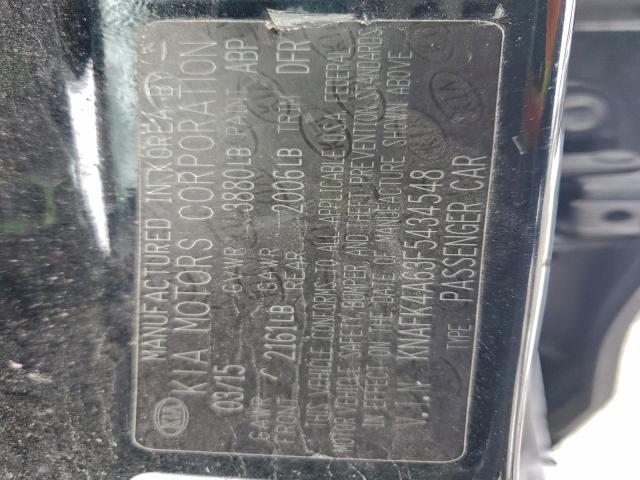 MANUFACTURED IN KOREA BY
KIA MOTORS CORPORATION
03/15 GVWR 3880LB PAINT ABP
GAWR FRONT 2161LB GAWR REAR 2006LB TRIM DFR
THIS VEHICLE CONFORMS TO ALL APPLICABLE U.S.A FEDERAL
MOTOR VEHICLE SAFETY, BUMPER AND THEFT PREVENTION STANDARDS
IN EFFECT ON THE DATE OF MANUFACTURE SHOWN ABOVE.
V.I.N KNAFK4A63F5434548
TYPE : PASSENGER CAR
KIA